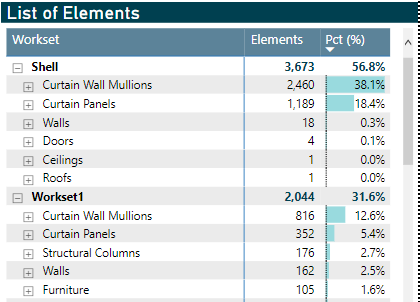 List of Elements
Workset Elements Pct (%)
Shell 3,673 56.8%
Curtain Wall Mullions 2,460 38.1%
Curtain Panels 1,189 18.4%
Walls 18 0.3%
Doors 4 0.1%
Ceilings 1 0.0%
Roofs 1 0.0%
Workset1 2,044 31.6%
Curtain Wall Mullions 816 12.6%
Curtain Panels 352 5.4%
Structural Columns 176 2.7%
Walls 162 2.5%
Furniture 105 1.6%